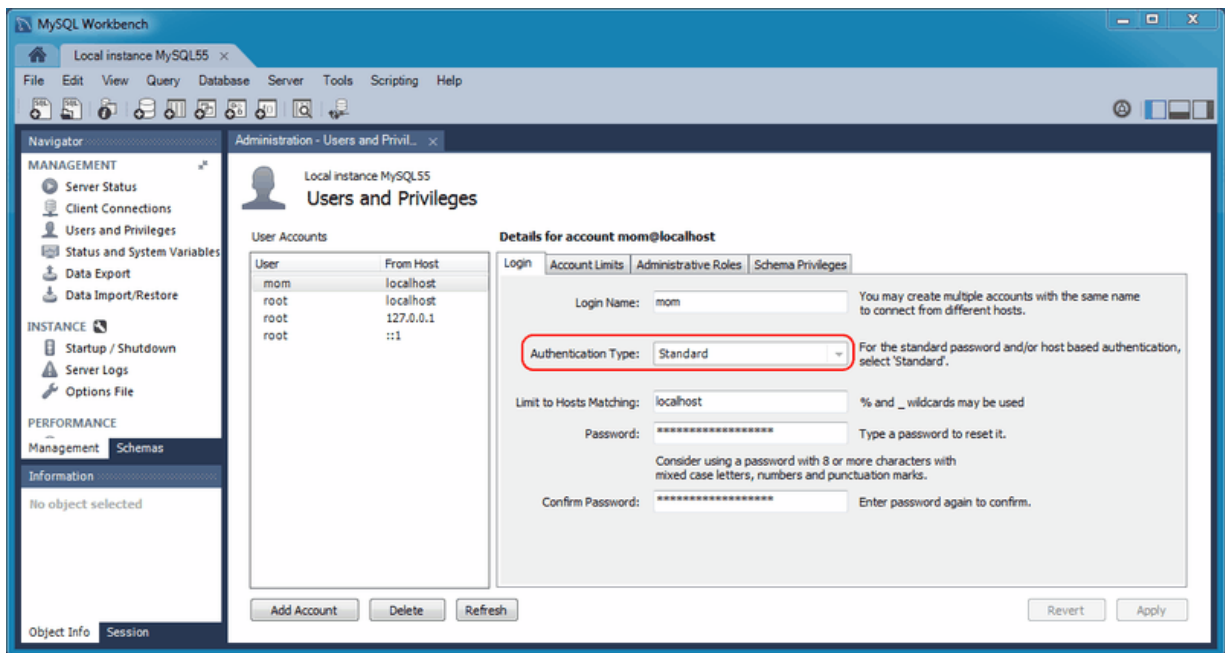 MySQL Workbench
Local instance MySQL55
File Edit View Query Database Server Tools Scripting Help
Navigator
MANAGEMENT
Server Status
Client Connections
Users and Privileges
Status and System Variables
Data Export
Data Import/Restore
INSTANCE
Startup / Shutdown
Server Logs
Options File
PERFORMANCE
Management Schemas
Information
No object selected
Object Info Session
Administration - Users and Privil...
Local instance MySQL55
Users and Privileges
User Accounts
User From Host
mom localhost
root localhost
root 127.0.0.1
root ::1
Add Account Delete Refresh
Details for account mom@localhost
Login Account Limits Administrative Roles Schema Privileges
Login Name: mom
You may create multiple accounts with the same name
to connect from different hosts.
Authentication Type: Standard
For the standard password and/or host based authentication,
select 'Standard'.
Limit to Hosts Matching: localhost % and _ wildcards may be used
Password: ****************** Type a password to reset it.
Consider using a password with 8 or more characters with
mixed case letters, numbers and punctuation marks.
Confirm Password: ****************** Enter password again to confirm.
Revert Apply